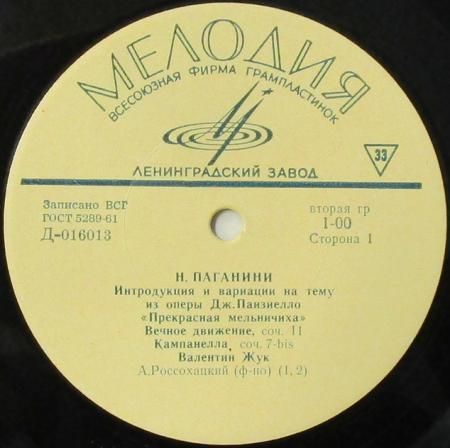 МЕЛОДИЯ
ВСЕСОЮЗНАЯ ФИРМА ГРАМПЛАСТИНОК
33
ЛЕНИНГРАДСКИЙ ЗАВОД
Записано ВСГ
ГОСТ 5289-61
Д-016013
вторая гр
1-00
Сторона 1
Н. ПАГАНИНИ
Интродукция и вариации на тему
из оперы Дж.Паизиелло
«Прекрасная мельничиха»
Вечное движение, соч. 11
Кампанелла, соч. 7-bis
Валентин Жук
А.Россохацкий (ф-но) (1, 2)